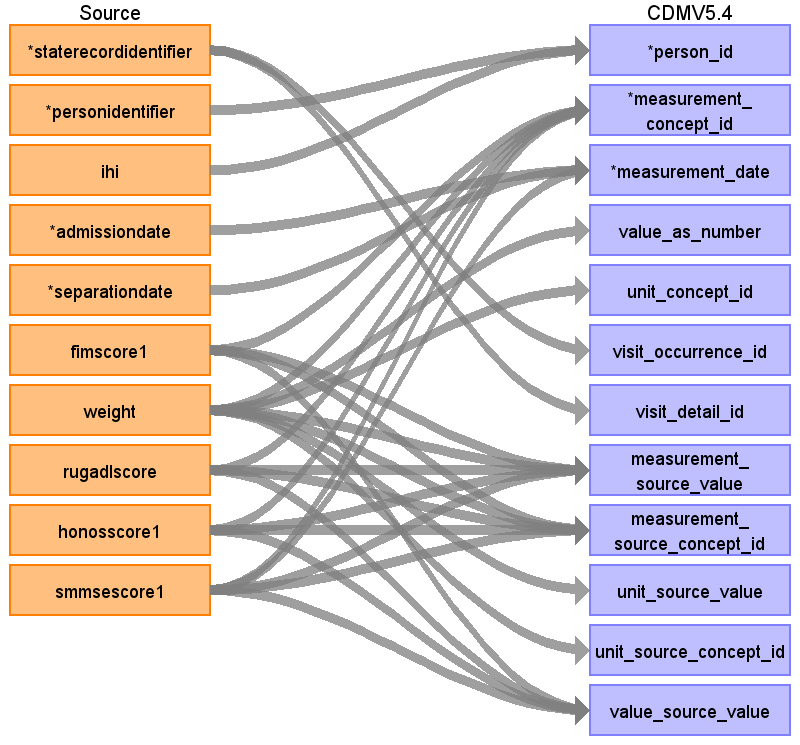 Source
CDMV5.4
*staterecordidentifier
*person_id
*personidentifier
*measurement_
concept_id
ihi
*measurement_date
*admissiondate
value_as_number
*separationdate
unit_concept_id
fimscore1
visit_occurrence_id
weight
visit_detail_id
rugadlscore
measurement_
source_value
honosscore1
measurement_
source_concept_id
smmsescore1
unit_source_value
unit_source_concept_id
value_source_value